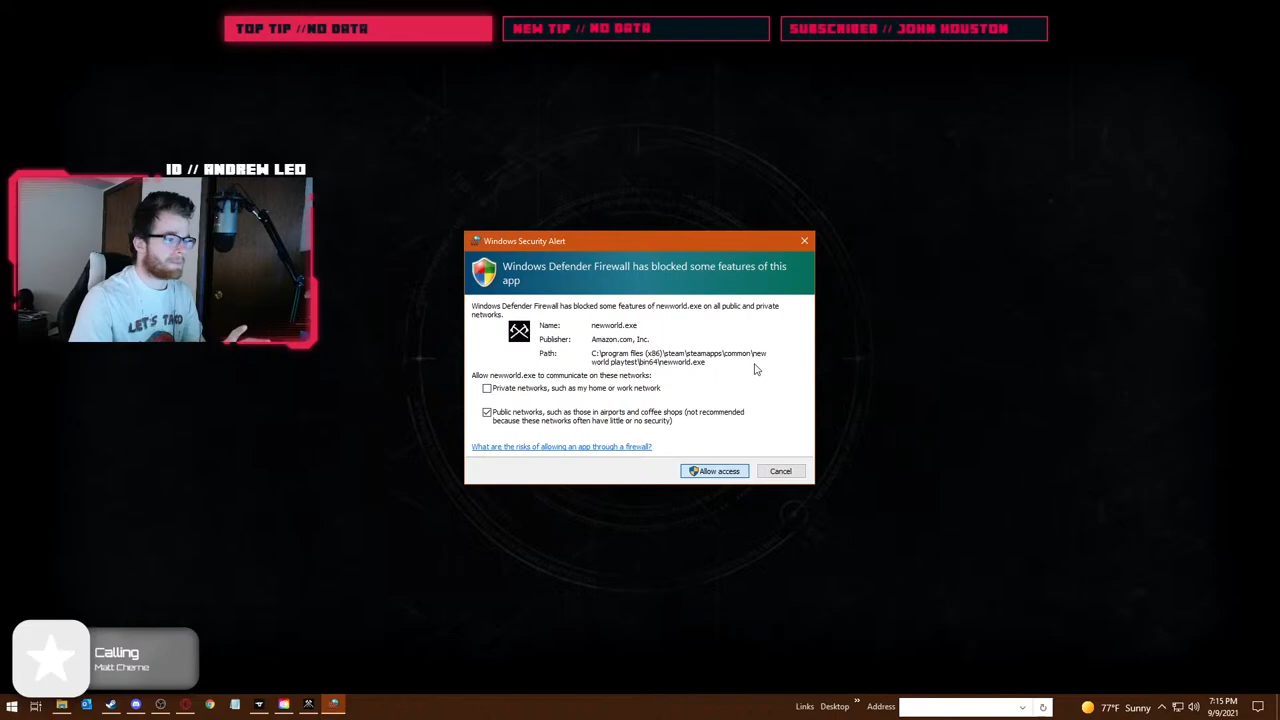 TOP TIP //NO DATA
NEW TIP // NO DATA
SUBSCRIBER // JOHN HOUSTON
ID // ANDREW LEO
LET'S TACO
Windows Security Alert
Windows Defender Firewall has blocked some features of this
app
Windows Defender Firewall has blocked some features of newworld.exe on all public and private
networks.
Name: newworld.exe
Publisher: Amazon.com, Inc.
Path: C:\program files (x86)\steam\steamapps\common\new
world playtest\bin64\newworld.exe
Allow newworld.exe to communicate on these networks:
Private networks, such as my home or work network
Public networks, such as those in airports and coffee shops (not recommended
because these networks often have little or no security)
What are the risks of allowing an app through a firewall?
Allow access
Cancel
Calling
Matt Cherne
Links
Desktop
Address
77°F Sunny
7:15 PM
9/9/2021